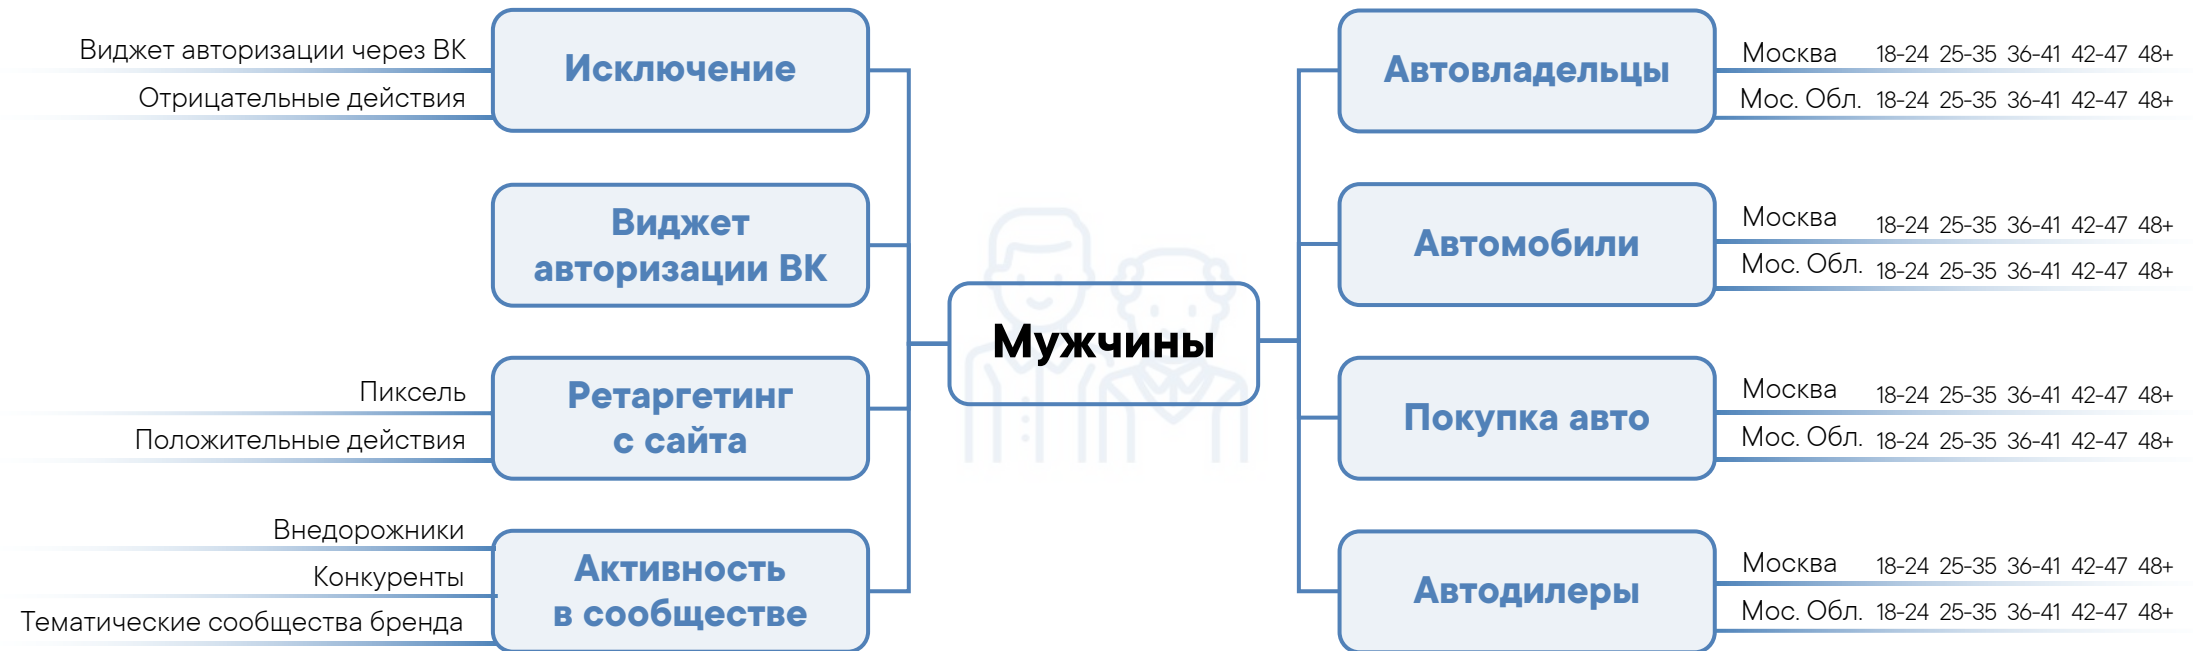 Виджет авторизации через ВК
Отрицательные действия
Исключение
Виджет
авторизации ВК
Пиксель
Положительные действия
Ретаргетинг
с сайта
Внедорожники
Конкуренты
Тематические сообщества бренда
Активность
в сообществе
Мужчины
Автовладельцы
Москва 18-24 25-35 36-41 42-47 48+
Мос. Обл. 18-24 25-35 36-41 42-47 48+
Автомобили
Москва 18-24 25-35 36-41 42-47 48+
Мос. Обл. 18-24 25-35 36-41 42-47 48+
Покупка авто
Москва 18-24 25-35 36-41 42-47 48+
Мос. Обл. 18-24 25-35 36-41 42-47 48+
Автодилеры
Москва 18-24 25-35 36-41 42-47 48+
Мос. Обл. 18-24 25-35 36-41 42-47 48+